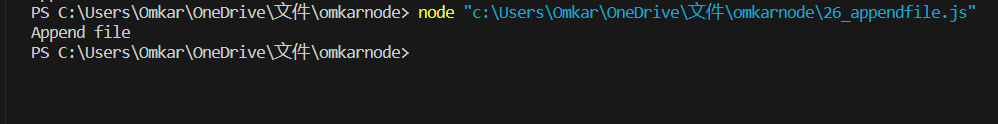 PS C:\Users\Omkar\OneDrive\文件\omkarnode> node "c:\Users\Omkar\OneDrive\文件\omkarnode\26_appendfile.js"
Append file
PS C:\Users\Omkar\OneDrive\文件\omkarnode>